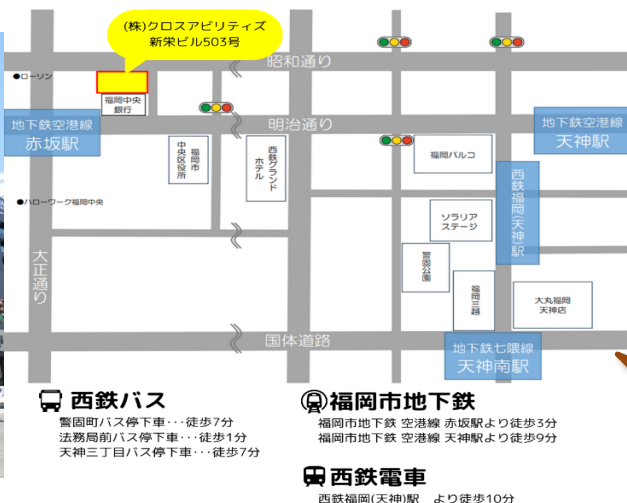 (株)クロスアビリティズ
新栄ビル503号
昭和通り
●ローソン
福岡中央
銀行
地下鉄空港線
赤坂駅
明治通り
地下鉄空港線
天神駅
福岡市
中央区役所
西鉄グランド
ホテル
福岡パルコ
西鉄福岡(天神)駅
●ハローワーク福岡中央
ソラリア
ステージ
大正通り
警固公園
福岡三越
大丸福岡
天神店
国体道路
地下鉄七隈線
天神南駅
西鉄バス
警固町バス停下車･･･徒歩7分
法務局前バス停下車･･･徒歩1分
天神三丁目バス停下車･･･徒歩7分
福岡市地下鉄
福岡市地下鉄 空港線 赤坂駅より徒歩3分
福岡市地下鉄 空港線 天神駅より徒歩9分
西鉄電車
西鉄福岡(天神)駅 より徒歩10分